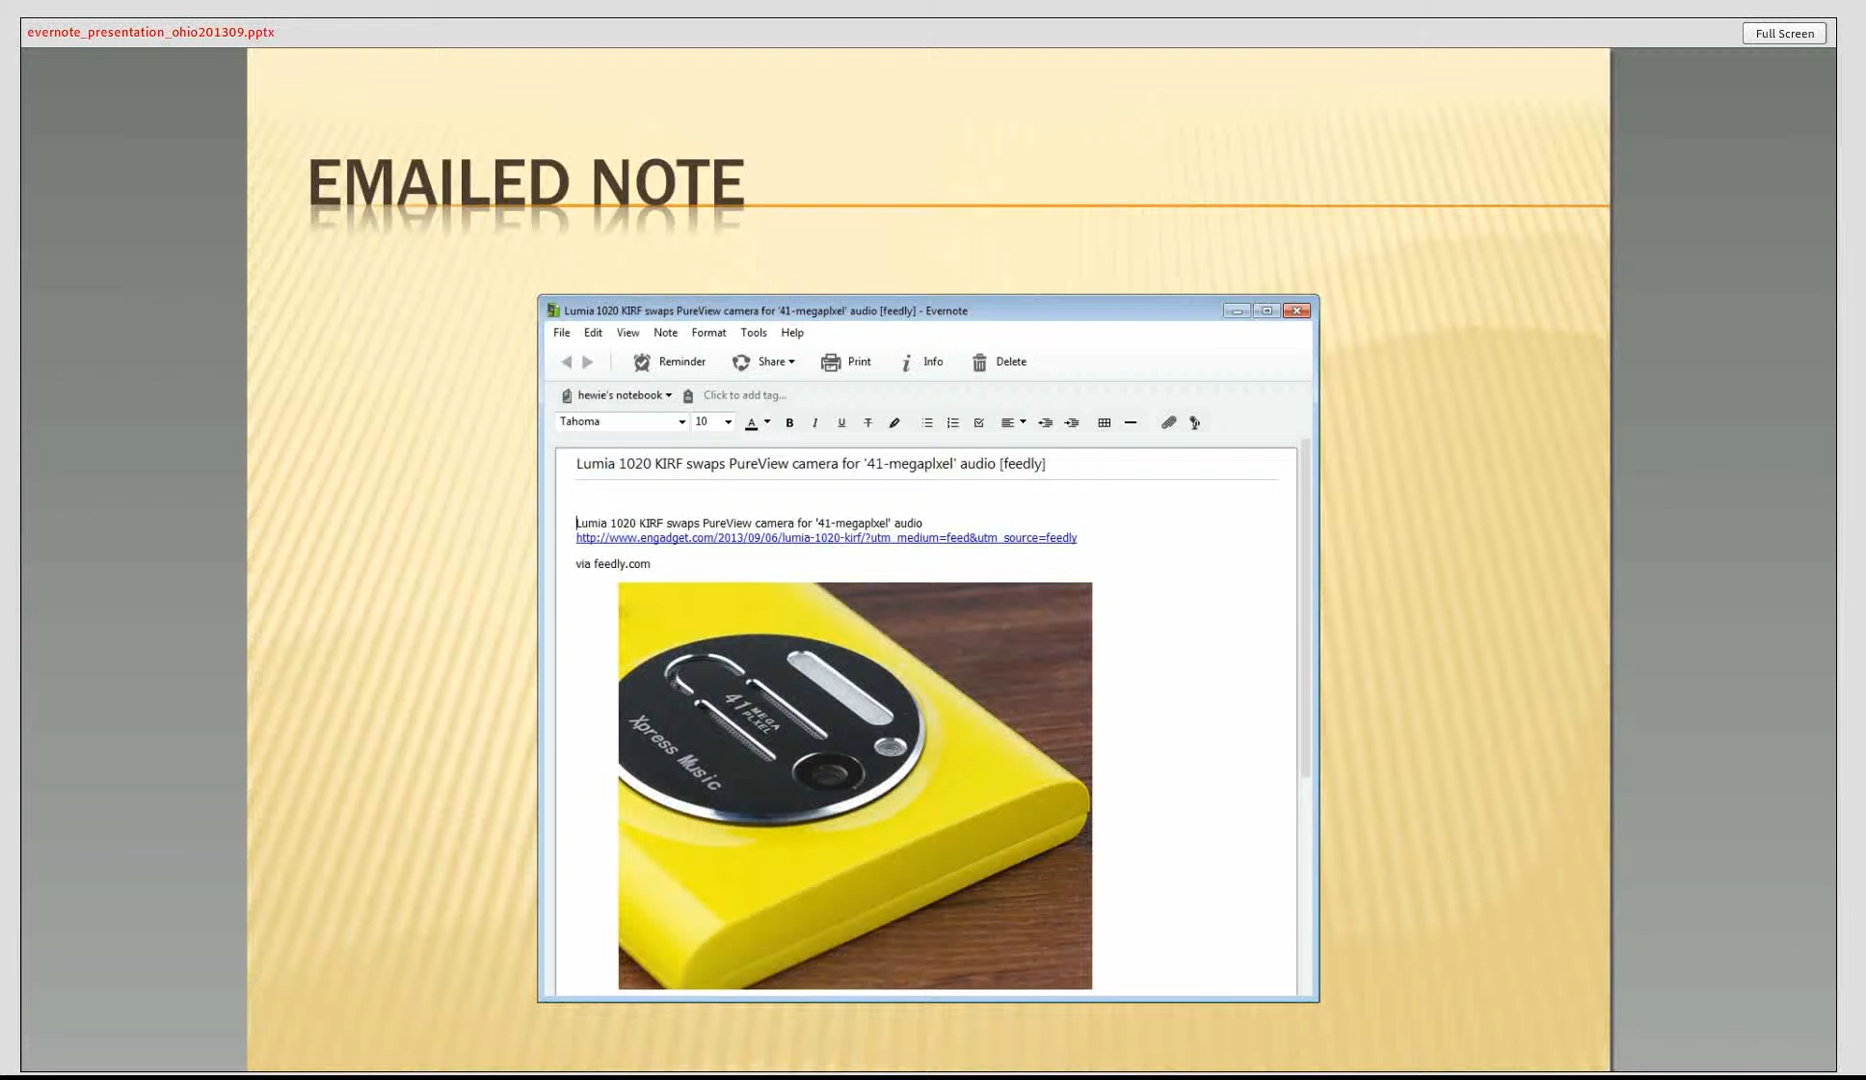 evernote_presentation_ohio201309.pptx
Full Screen
EMAILED NOTE
Lumia 1020 KIRF swaps PureView camera for '41-megaplxel' audio [feedly] - Evernote
File Edit View Note Format Tools Help
Reminder Share Print Info Delete
hewie's notebook Click to add tag...
Tahoma 10 A B I U T
Lumia 1020 KIRF swaps PureView camera for '41-megaplxel' audio [feedly]
Lumia 1020 KIRF swaps PureView camera for '41-megaplxel' audio
http://www.engadget.com/2013/09/06/lumia-1020-kirf/?utm_medium=feed&utm_source=feedly
via feedly.com
41 MEGA
PLXEL
Xpress Music